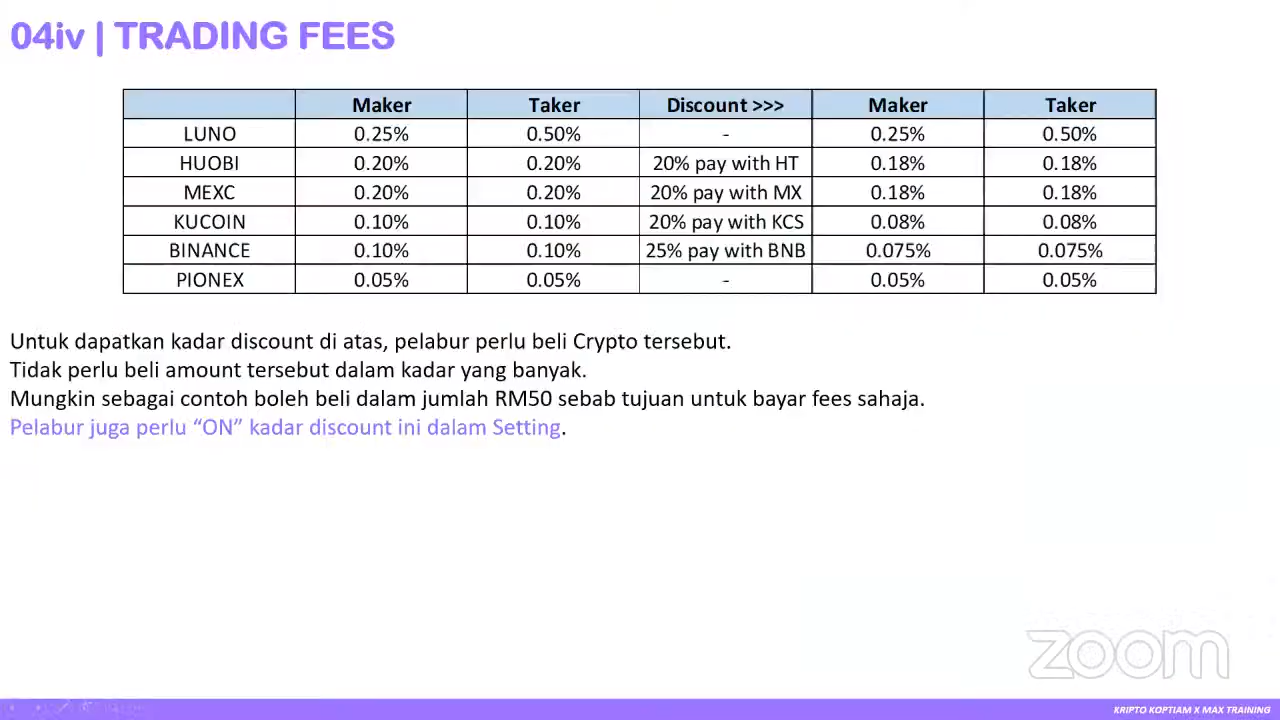 04iv | TRADING FEES
Maker Taker Discount >>> Maker Taker
LUNO 0.25% 0.50% - 0.25% 0.50%
HUOBI 0.20% 0.20% 20% pay with HT 0.18% 0.18%
MEXC 0.20% 0.20% 20% pay with MX 0.18% 0.18%
KUCOIN 0.10% 0.10% 20% pay with KCS 0.08% 0.08%
BINANCE 0.10% 0.10% 25% pay with BNB 0.075% 0.075%
PIONEX 0.05% 0.05% - 0.05% 0.05%
Untuk dapatkan kadar discount di atas, pelabur perlu beli Crypto tersebut.
Tidak perlu beli amount tersebut dalam kadar yang banyak.
Mungkin sebagai contoh boleh beli dalam jumlah RM50 sebab tujuan untuk bayar fees sahaja.
Pelabur juga perlu “ON” kadar discount ini dalam Setting.
zoom
KRIPTO KOPTIAM X MAX TRAINING